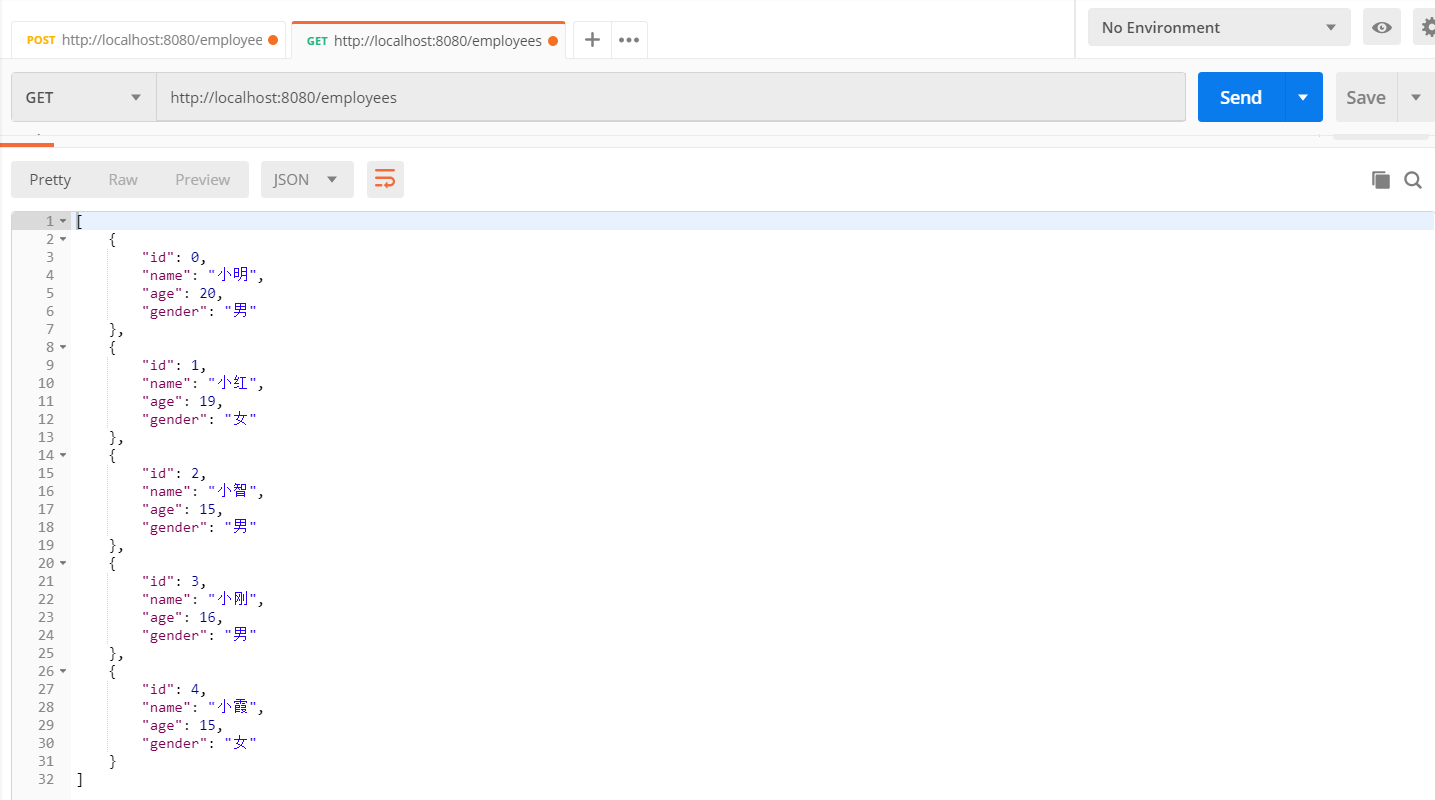 POST http://localhost:8080/employee
GET http://localhost:8080/employees
No Environment
GET
http://localhost:8080/employees
Send
Save
Pretty Raw Preview JSON
1 [
2 {
3 "id": 0,
4 "name": "小明",
5 "age": 20,
6 "gender": "男"
7 },
8 {
9 "id": 1,
10 "name": "小红",
11 "age": 19,
12 "gender": "女"
13 },
14 {
15 "id": 2,
16 "name": "小智",
17 "age": 15,
18 "gender": "男"
19 },
20 {
21 "id": 3,
22 "name": "小刚",
23 "age": 16,
24 "gender": "男"
25 },
26 {
27 "id": 4,
28 "name": "小霞",
29 "age": 15,
30 "gender": "女"
31 }
32 ]